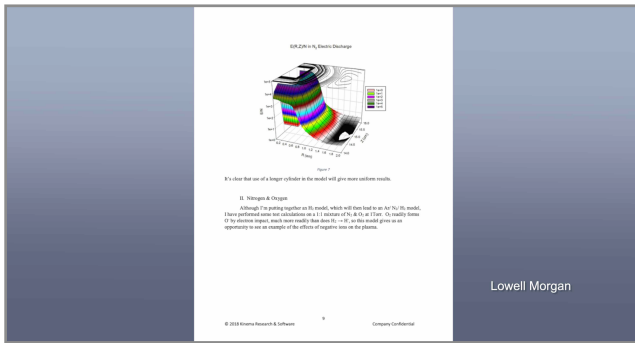 E(R,Z)/N in N₂ Electric Discharge
E/N
R (cm)
Figure 7
It's clear that use of a longer cylinder in the model will give more uniform results.
II. Nitrogen & Oxygen
Although I'm putting together an H₂ model, which will then lead to an Ar/ N₂/ H₂ model,
I have performed some test calculations on a 1:1 mixture of N₂ & O₂ at 1Torr. O₂ readily forms
O⁻ by electron impact, much more readily than does H₂ → H⁻, so this model gives us an
opportunity to see an example of the effects of negative ions on the plasma.
Lowell Morgan
© 2018 Kinema Research & Software
Company Confidential